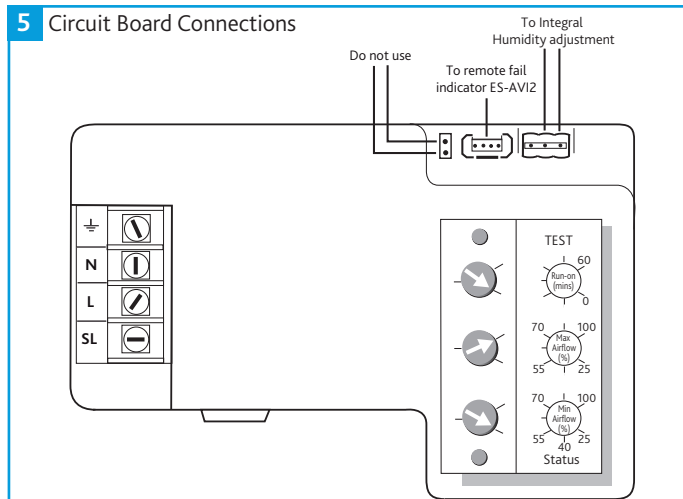 5 Circuit Board Connections
To Integral
Humidity adjustment
Do not use
To remote fail
indicator ES-AVI2
N
L
SL
TEST
60
Run-on
(mins)
0
70 100
Max
Airflow
(%)
55 25
70 100
Min
Airflow
(%)
55 25
40
Status